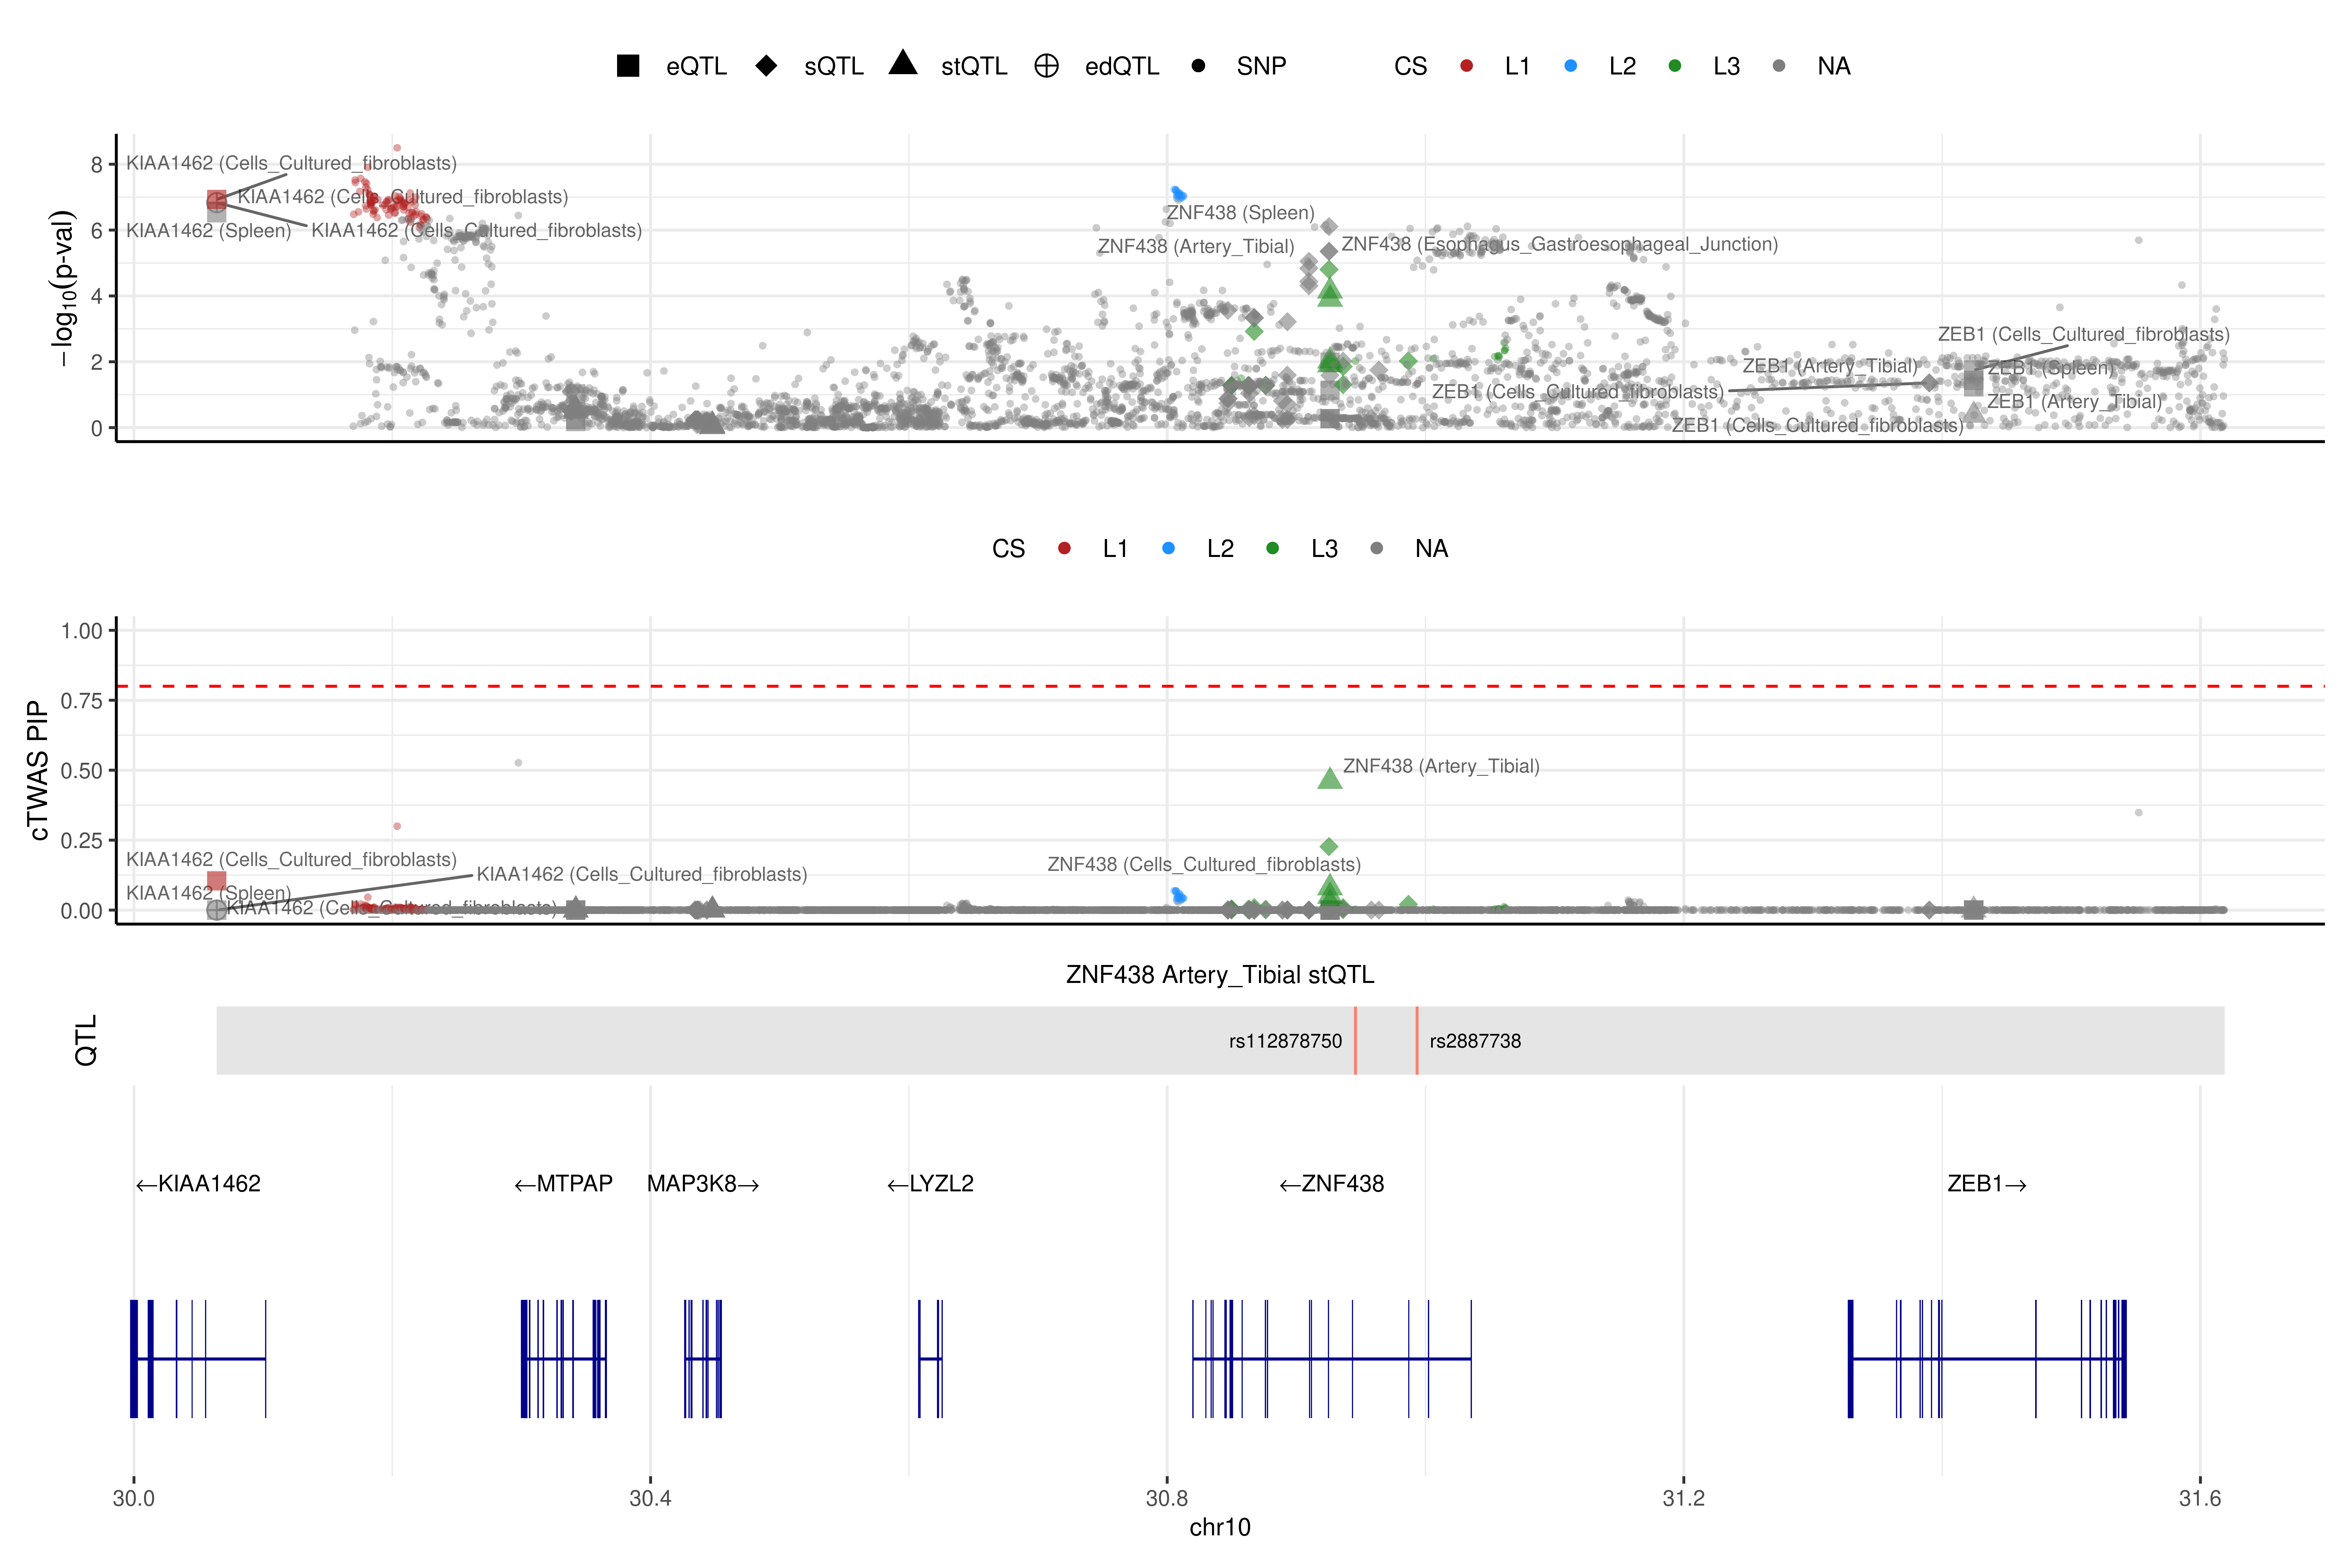 eQTL sQTL stQTL edQTL SNP CS L1 L2 L3 NA
−log10(p-val)
8
6
4
2
0
KIAA1462 (Cells_Cultured_fibroblasts)
KIAA1462 (Cells_Cultured_fibroblasts)
KIAA1462 (Spleen)
KIAA1462 (Cells_Cultured_fibroblasts)
ZNF438 (Spleen)
ZNF438 (Artery_Tibial)
ZNF438 (Esophagus_Gastroesophageal_Junction)
ZEB1 (Cells_Cultured_fibroblasts)
ZEB1 (Artery_Tibial)
ZEB1 (Spleen)
ZEB1 (Cells_Cultured_fibroblasts)
ZEB1 (Artery_Tibial)
ZEB1 (Cells_Cultured_fibroblasts)
CS L1 L2 L3 NA
cTWAS PIP
1.00
0.75
0.50
0.25
0.00
ZNF438 (Artery_Tibial)
KIAA1462 (Cells_Cultured_fibroblasts)
KIAA1462 (Cells_Cultured_fibroblasts)
ZNF438 (Cells_Cultured_fibroblasts)
KIAA1462 (Spleen)
KIAA1462 (Cells_Cultured_fibroblasts)
ZNF438 Artery_Tibial stQTL
QTL
rs112878750 rs2887738
←KIAA1462 ←MTPAP MAP3K8→ ←LYZL2 ←ZNF438 ZEB1→
30.0 30.4 30.8 31.2 31.6
chr10